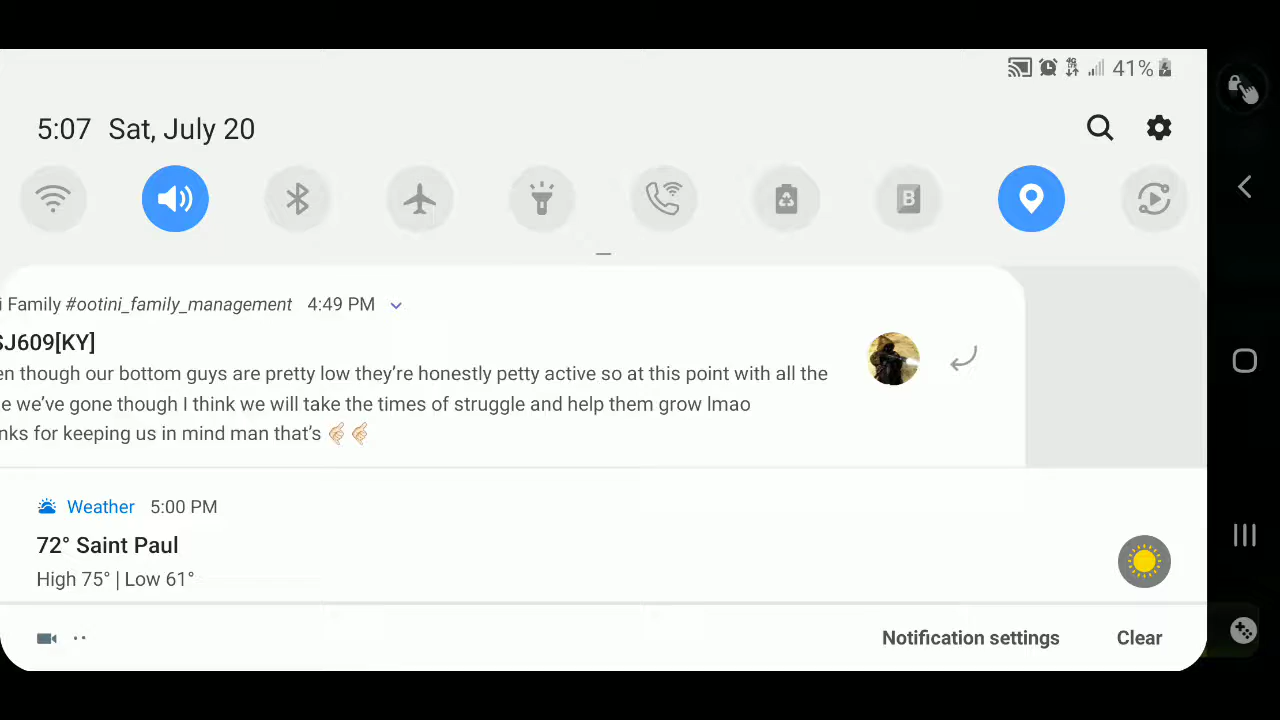 41%
5:07 Sat, July 20
B
i Family #ootini_family_management 4:49 PM
SJ609[KY]
en though our bottom guys are pretty low they're honestly petty active so at this point with all the
e we've gone though I think we will take the times of struggle and help them grow lmao
nks for keeping us in mind man that's
Weather 5:00 PM
72° Saint Paul
High 75° | Low 61°
Notification settings Clear